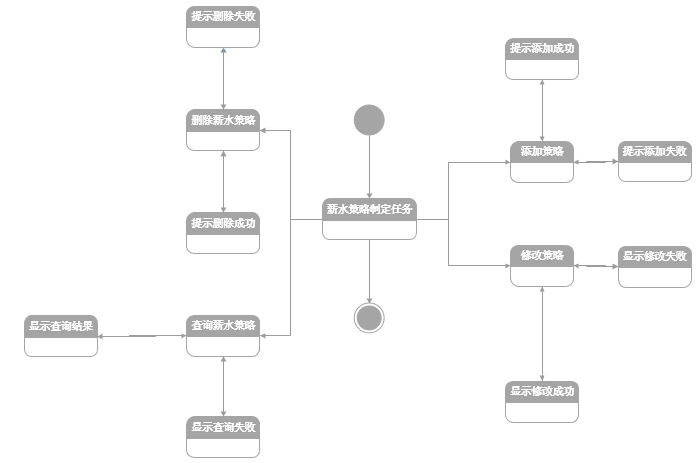 提示删除失败
提示添加成功
删除薪水策略
添加策略
提示添加失败
薪水策略制定任务
提示删除成功
修改策略
显示修改失败
显示查询结果
查询薪水策略
显示修改成功
显示查询失败